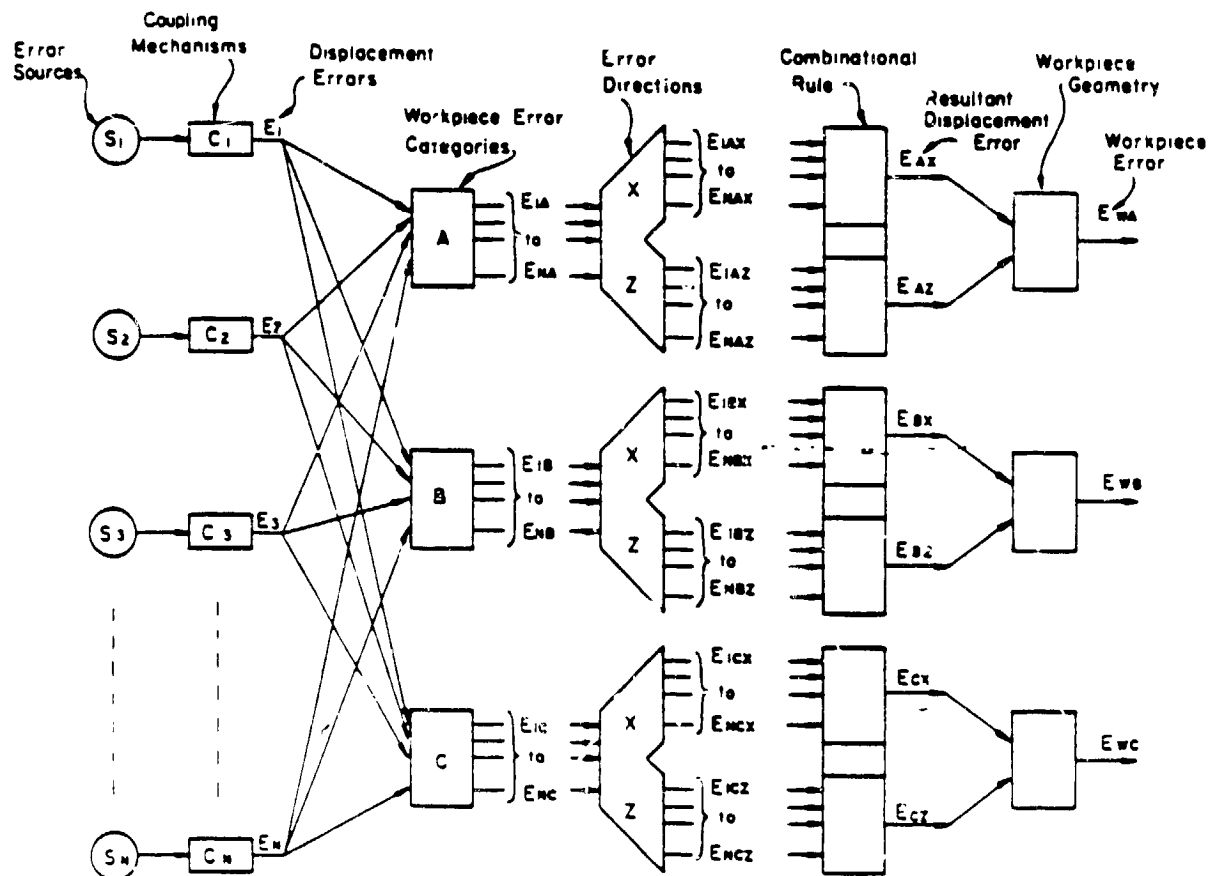 Error
Sources
Coupling
Mechanisms
Displacement
Errors
Workpiece Error
Categories
Error
Directions
Combinational
Rule
Resultant
Displacement
Error
Workpiece
Geometry
Workpiece
Error
S1
C1
E1
S2
C2
E2
S3
C3
E3
SN
CN
EN
A
E1A
to
ENA
X
Z
E1AX
to
ENAX
E1AZ
to
ENAZ
EAX
EAZ
EWA
B
E1B
to
ENB
X
Z
E1BX
to
ENBX
E1BZ
to
ENBZ
EBX
EBZ
EWB
C
E1C
to
ENC
X
Z
E1CX
to
ENCX
E1CZ
to
ENCZ
ECX
ECZ
EWC